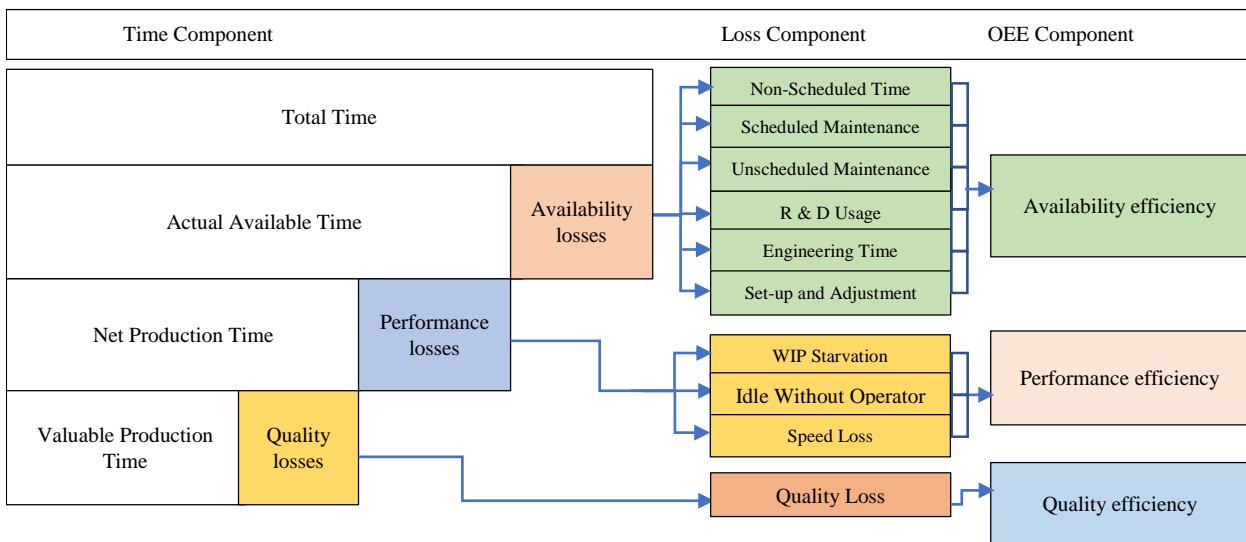 Time Component
Loss Component
OEE Component
Total Time
Actual Available Time
Availability
losses
Net Production Time
Performance
losses
Valuable Production
Time
Quality
losses
Non-Scheduled Time
Scheduled Maintenance
Unscheduled Maintenance
R & D Usage
Engineering Time
Set-up and Adjustment
WIP Starvation
Idle Without Operator
Speed Loss
Quality Loss
Availability efficiency
Performance efficiency
Quality efficiency